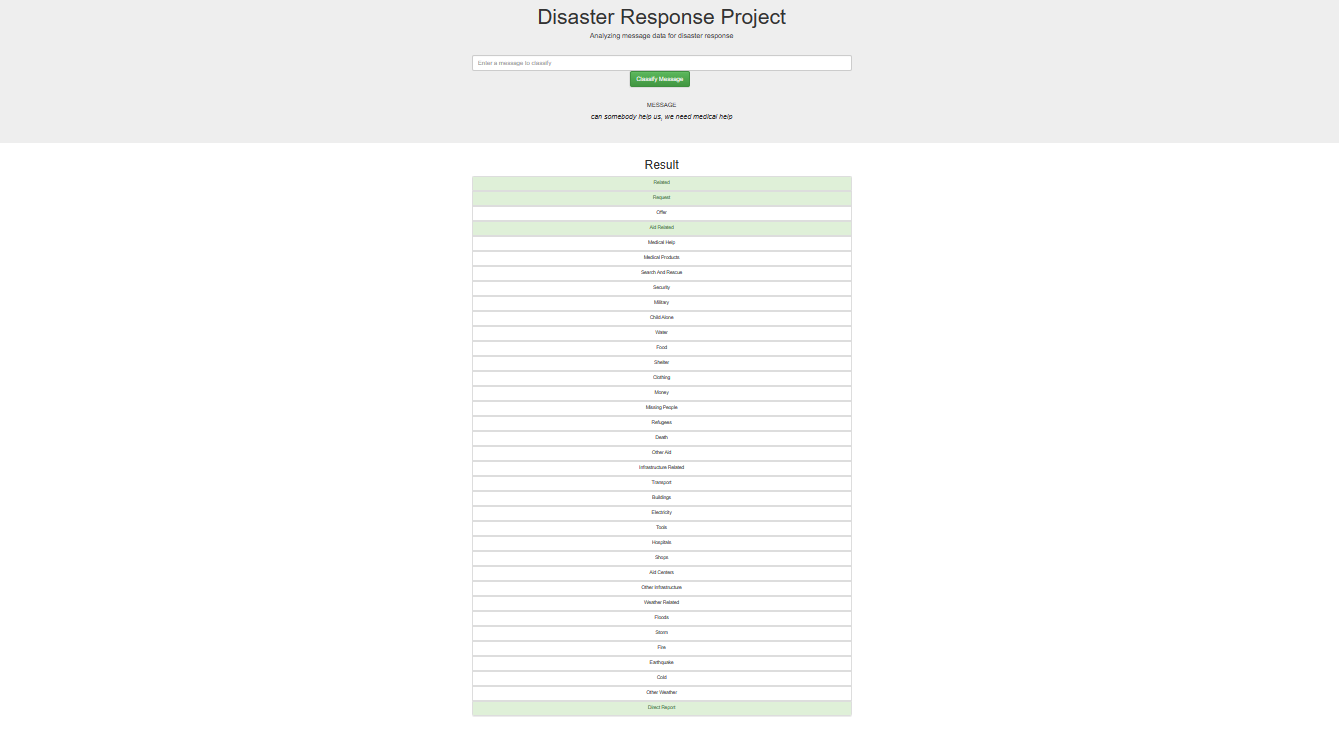 Disaster Response Project
Analyzing message data for disaster response
Enter a message to classify
Classify Message
MESSAGE
can somebody help us, we need medical help
Result
Related
Request
Offer
Aid Related
Medical Help
Medical Products
Search And Rescue
Security
Military
Child Alone
Water
Food
Shelter
Clothing
Money
Missing People
Refugees
Death
Other Aid
Infrastructure Related
Transport
Buildings
Electricity
Tools
Hospitals
Shops
Aid Centers
Other Infrastructure
Weather Related
Floods
Storm
Fire
Earthquake
Cold
Other Weather
Direct Report